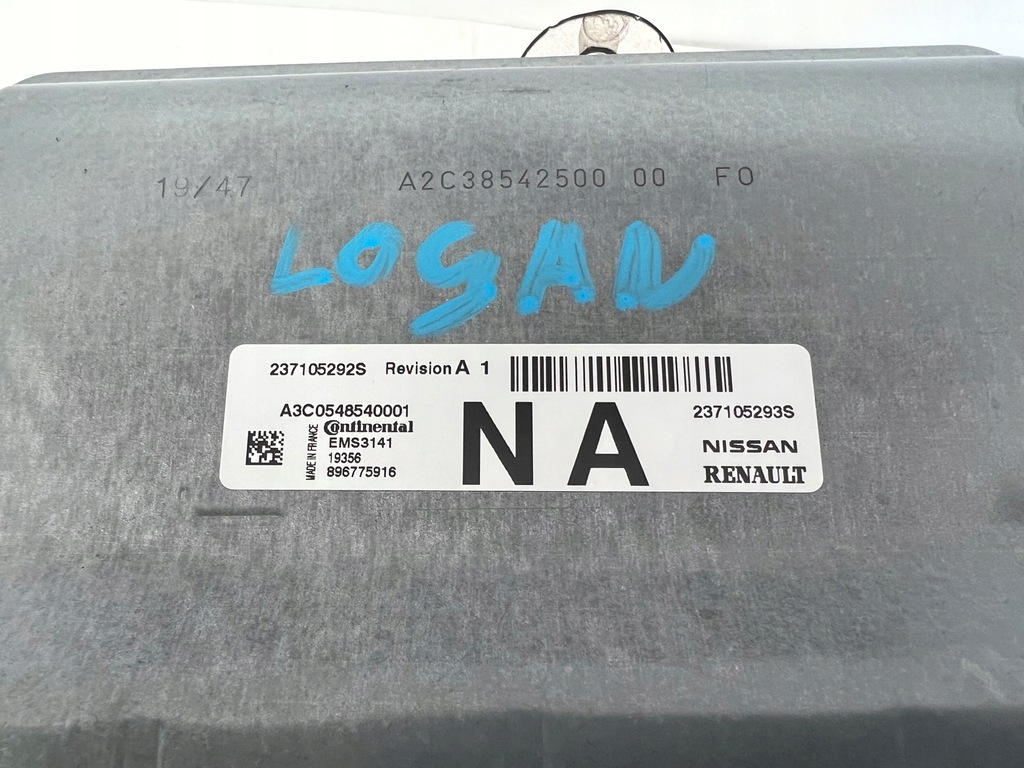 19/47 A2C38542500 00 F0
LOGAN
237105292S Revision A 1
A3C0548540001
Continental
EMS3141
19356
896775916
MADE IN FRANCE
N A
237105293S
NISSAN
RENAULT